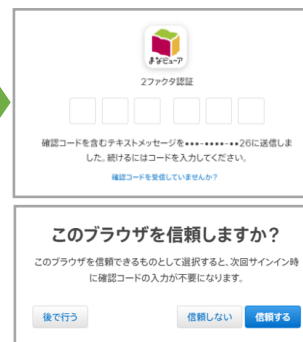 まなビューア
2ファクタ認証
確認コードを含むテキストメッセージを•••-••••-••26に送信しま
した。続けるにはコードを入力してください。
確認コードを受信していませんか？
このブラウザを信頼しますか？
このブラウザを信頼できるものとして選択すると、次回サインイン時
に確認コードの入力が不要になります。
後で行う 信頼しない 信頼する